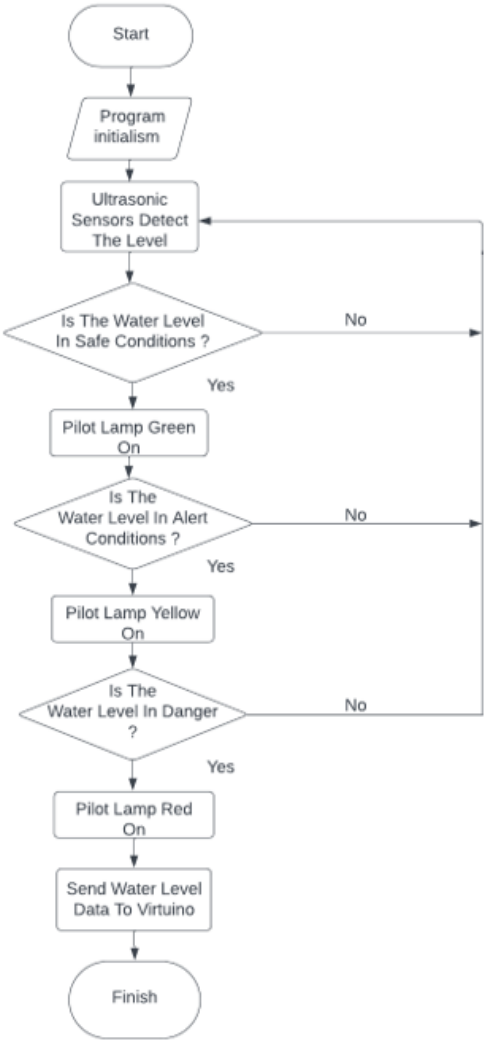 Start
Program
initialism
Ultrasonic
Sensors Detect
The Level
Is The Water Level
In Safe Conditions ?
No
Yes
Pilot Lamp Green
On
Is The
Water Level In Alert
Conditions ?
No
Yes
Pilot Lamp Yellow
On
Is The
Water Level In Danger
?
No
Yes
Pilot Lamp Red
On
Send Water Level
Data To Virtuino
Finish